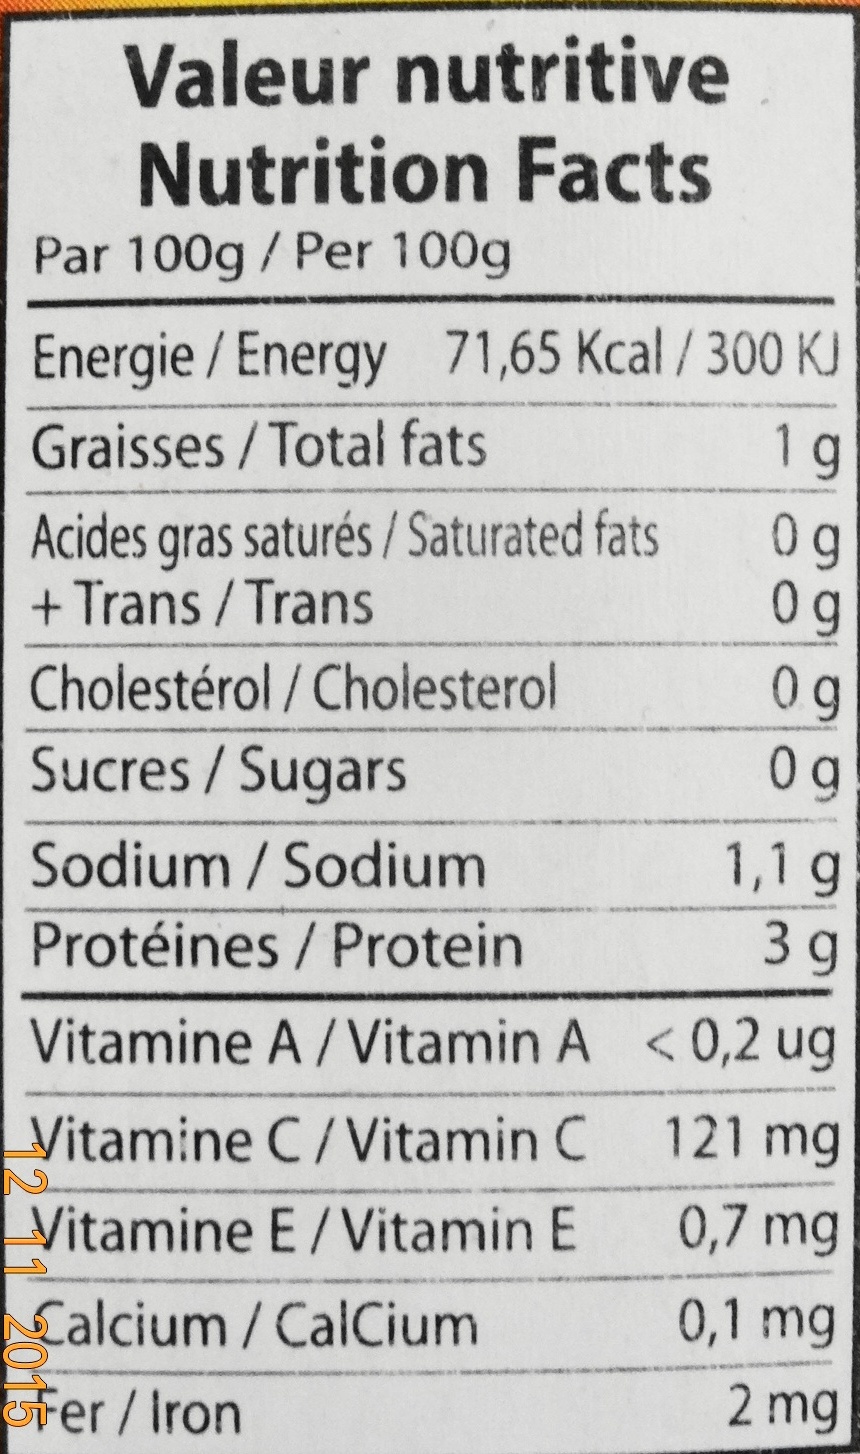 Valeur nutritive
Nutrition Facts
Par 100g / Per 100g
Energie / Energy 71,65 Kcal / 300 KJ
Graisses / Total fats 1 g
Acides gras saturés / Saturated fats 0 g
+ Trans / Trans 0 g
Cholestérol / Cholesterol 0 g
Sucres / Sugars 0 g
Sodium / Sodium 1,1 g
Protéines / Protein 3 g
Vitamine A / Vitamin A < 0,2 ug
Vitamine C / Vitamin C 121 mg
Vitamine E / Vitamin E 0,7 mg
Calcium / CalCium 0,1 mg
Fer / Iron 2 mg
12 11 2015